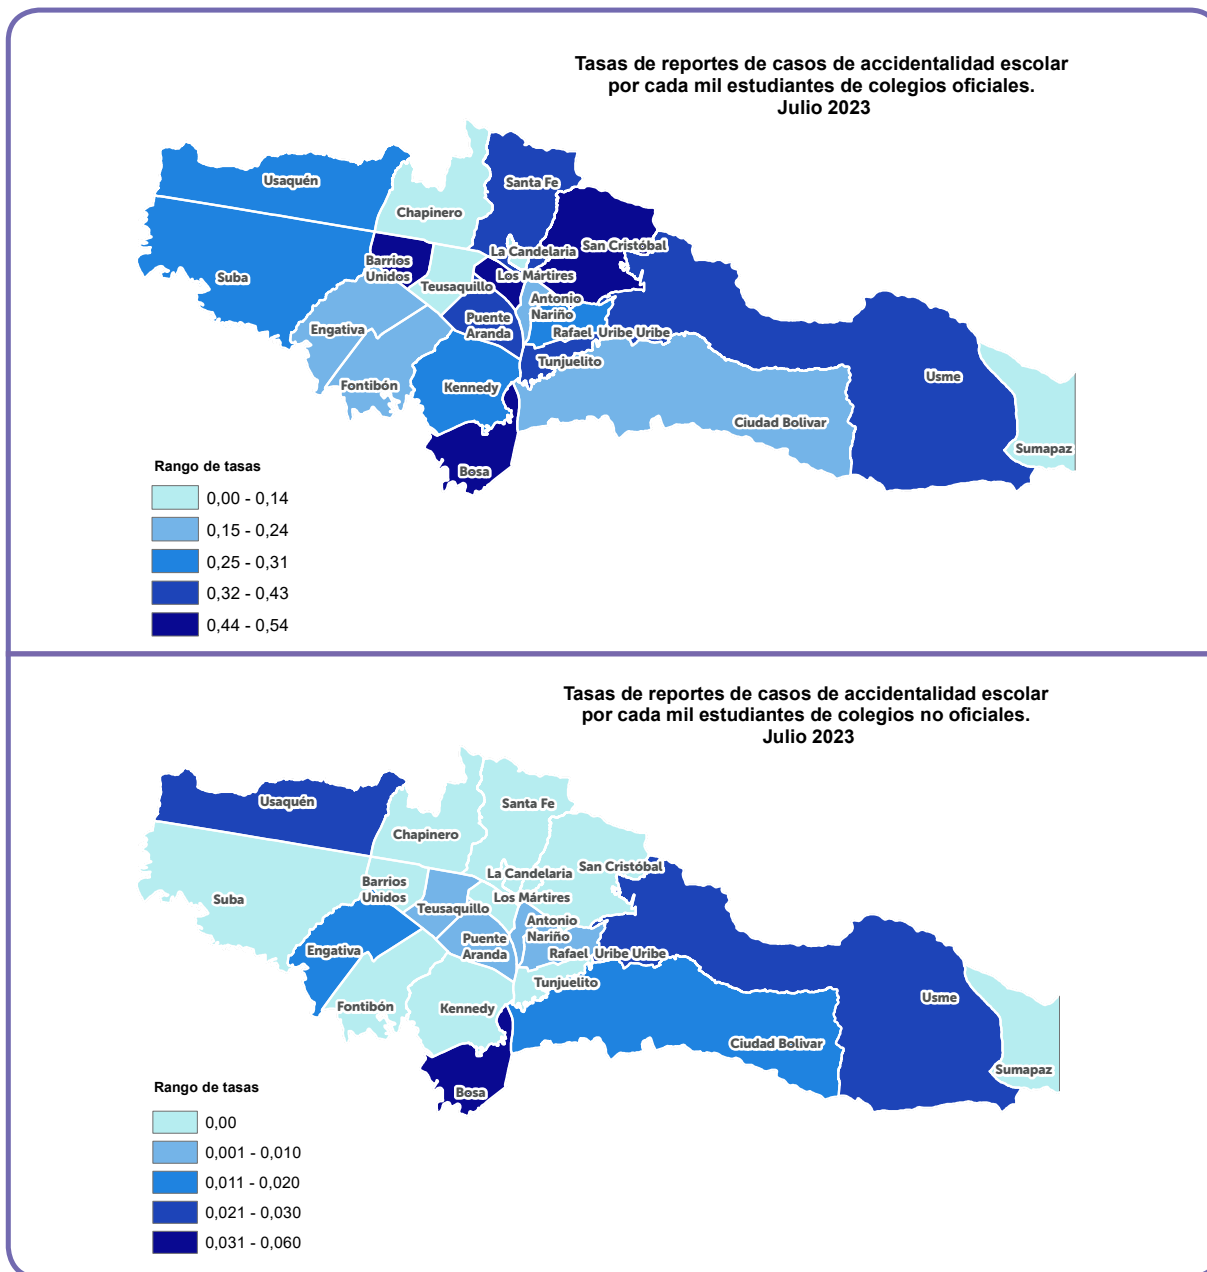 Tasas de reportes de casos de accidentalidad escolar
por cada mil estudiantes de colegios oficiales.
Julio 2023
Usaquén
Santa Fe
Chapinero
San Cristóbal
La Candelaria
Barrios
Unidos
Suba
Los Mártires
Teusaquillo
Antonio
Nariño
Puente
Aranda
Engativa
Rafael Uribe Uribe
Tunjuelito
Usme
Fontibón
Kennedy
Ciudad Bolivar
Sumapaz
Bosa
Rango de tasas
0,00 - 0,14
0,15 - 0,24
0,25 - 0,31
0,32 - 0,43
0,44 - 0,54
Tasas de reportes de casos de accidentalidad escolar
por cada mil estudiantes de colegios no oficiales.
Julio 2023
Usaquén
Santa Fe
Chapinero
San Cristóbal
La Candelaria
Barrios
Unidos
Suba
Los Mártires
Teusaquillo
Antonio
Nariño
Puente
Aranda
Engativa
Rafael Uribe Uribe
Tunjuelito
Usme
Fontibón
Kennedy
Ciudad Bolivar
Sumapaz
Bosa
Rango de tasas
0,00
0,001 - 0,010
0,011 - 0,020
0,021 - 0,030
0,031 - 0,060